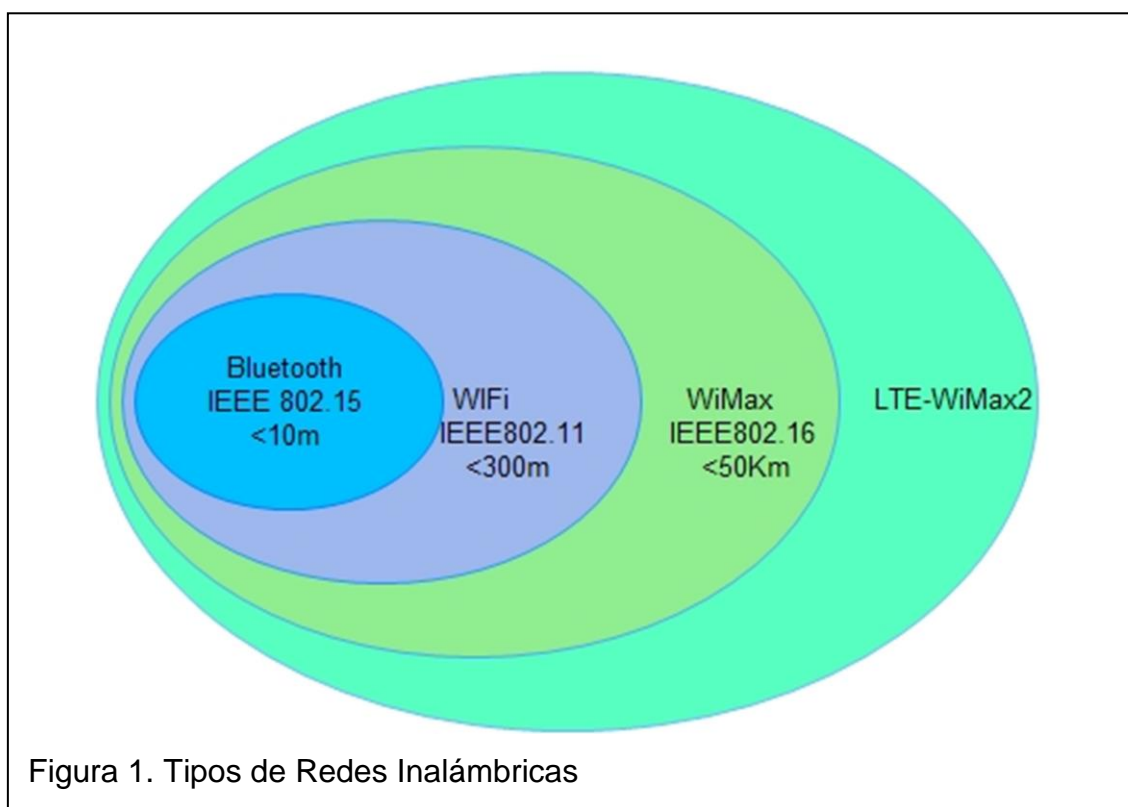 Bluetooth
IEEE 802.15
<10m
WIFi
IEEE802.11
<300m
WiMax
IEEE802.16
<50Km
LTE-WiMax2
Figura 1. Tipos de Redes Inalámbricas